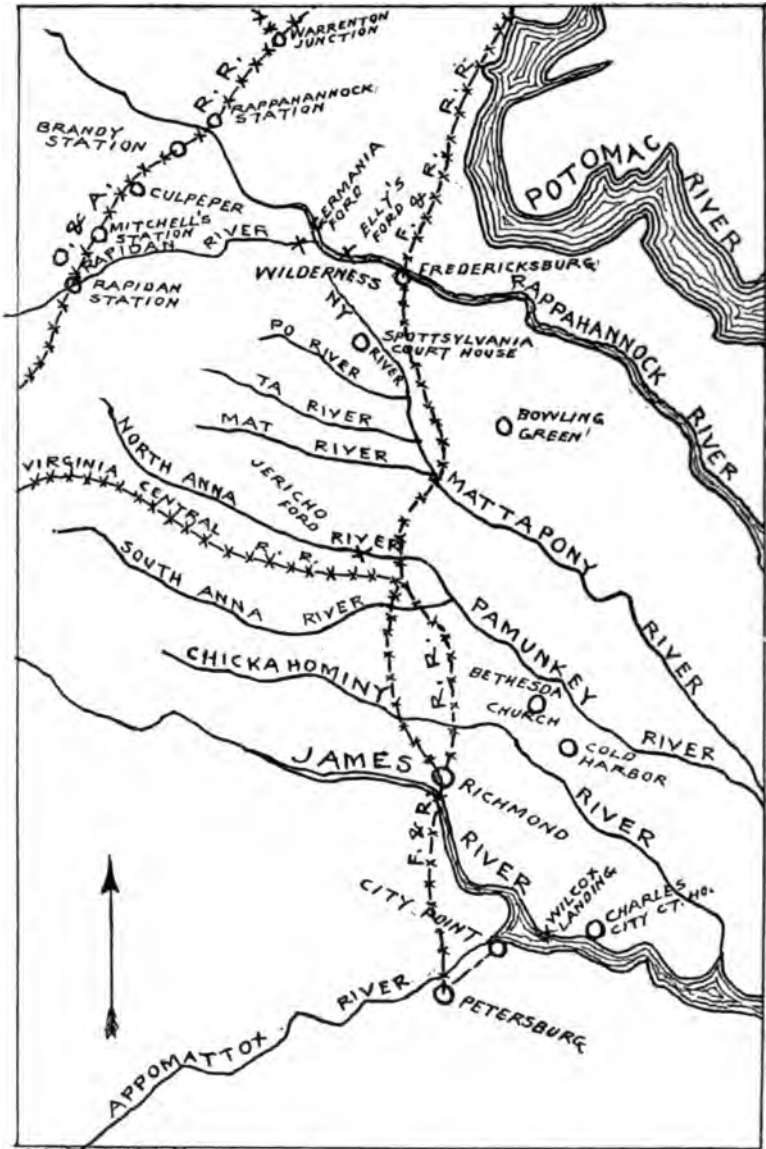 WARRENTON
JUNCTION
R. R.
RAPPAHANNOCK
STATION
BRANDY
STATION
CULPEPER
MITCHELL'S
STATION
O. & A.
RAPIDAN RIVER
RAPIDAN
STATION
GERMANIA
FORD
ELLY'S
FORD
F. & R. R. R.
POTOMAC RIVER
WILDERNESS
FREDERICKSBURG
RAPPAHANNOCK RIVER
NY RIVER
SPOTTSYLVANIA
COURT HOUSE
PO RIVER
TA RIVER
MAT RIVER
BOWLING
GREEN
NORTH ANNA RIVER
JERICHO
FORD
VIRGINIA CENTRAL R. R.
MATTAPONY RIVER
SOUTH ANNA RIVER
PAMUNKEY RIVER
CHICKAHOMINY RIVER
R. R.
BETHESDA
CHURCH
COLD
HARBOR
JAMES RIVER
RICHMOND
F. & R.
CITY POINT
WILCOX
LANDING
CHARLES
CITY CT. HO.
APPOMATTOX RIVER
PETERSBURG